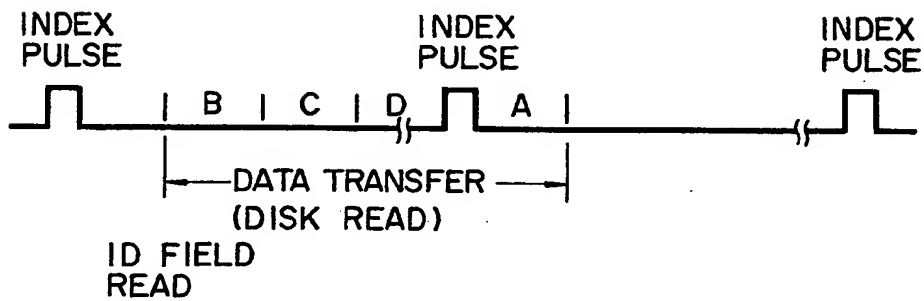 INDEX
PULSE
INDEX
PULSE
INDEX
PULSE
B C D A
DATA TRANSFER
(DISK READ)
ID FIELD
READ